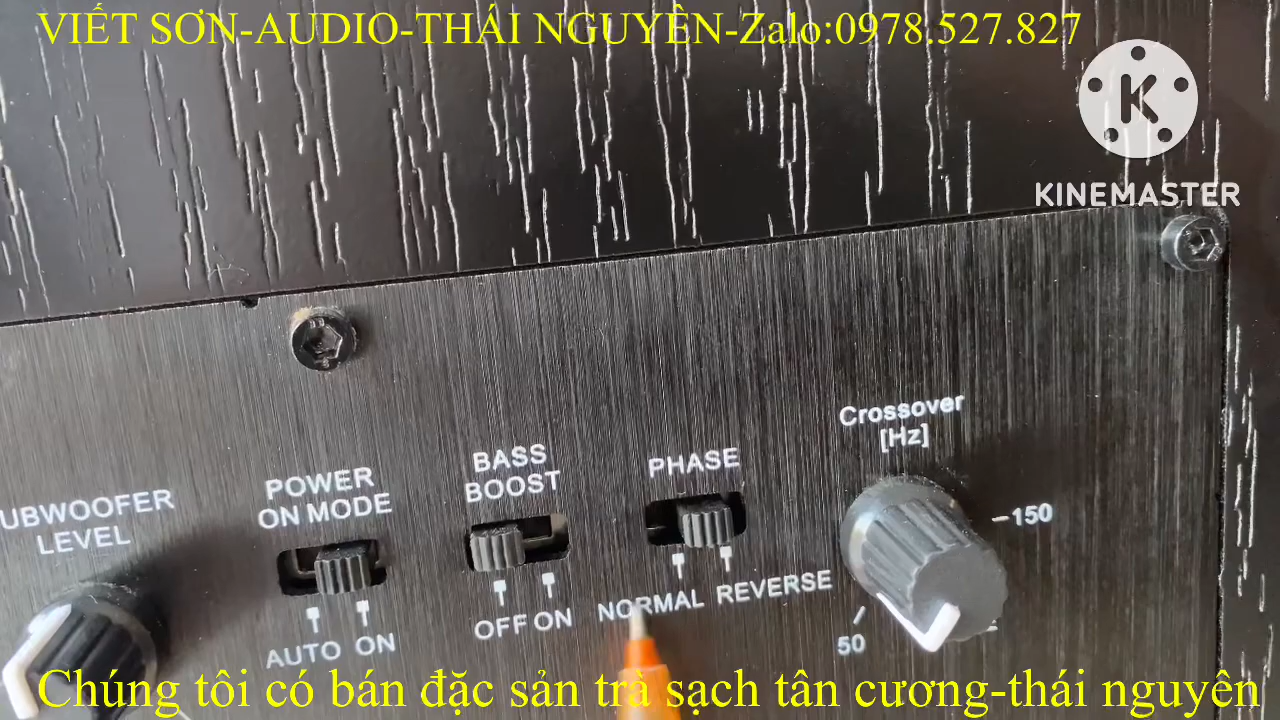 VIẾT SƠN-AUDIO-THÁI NGUYÊN-Zalo:0978.527.827
KINEMASTER
Crossover
[Hz]
PHASE
BASS
BOOST
POWER
ON MODE
UBWOOFER
LEVEL
-150
50
NORMAL REVERSE
OFF ON
AUTO ON
Chúng tôi có bán đặc sản trà sạch tân cương-thái nguyên